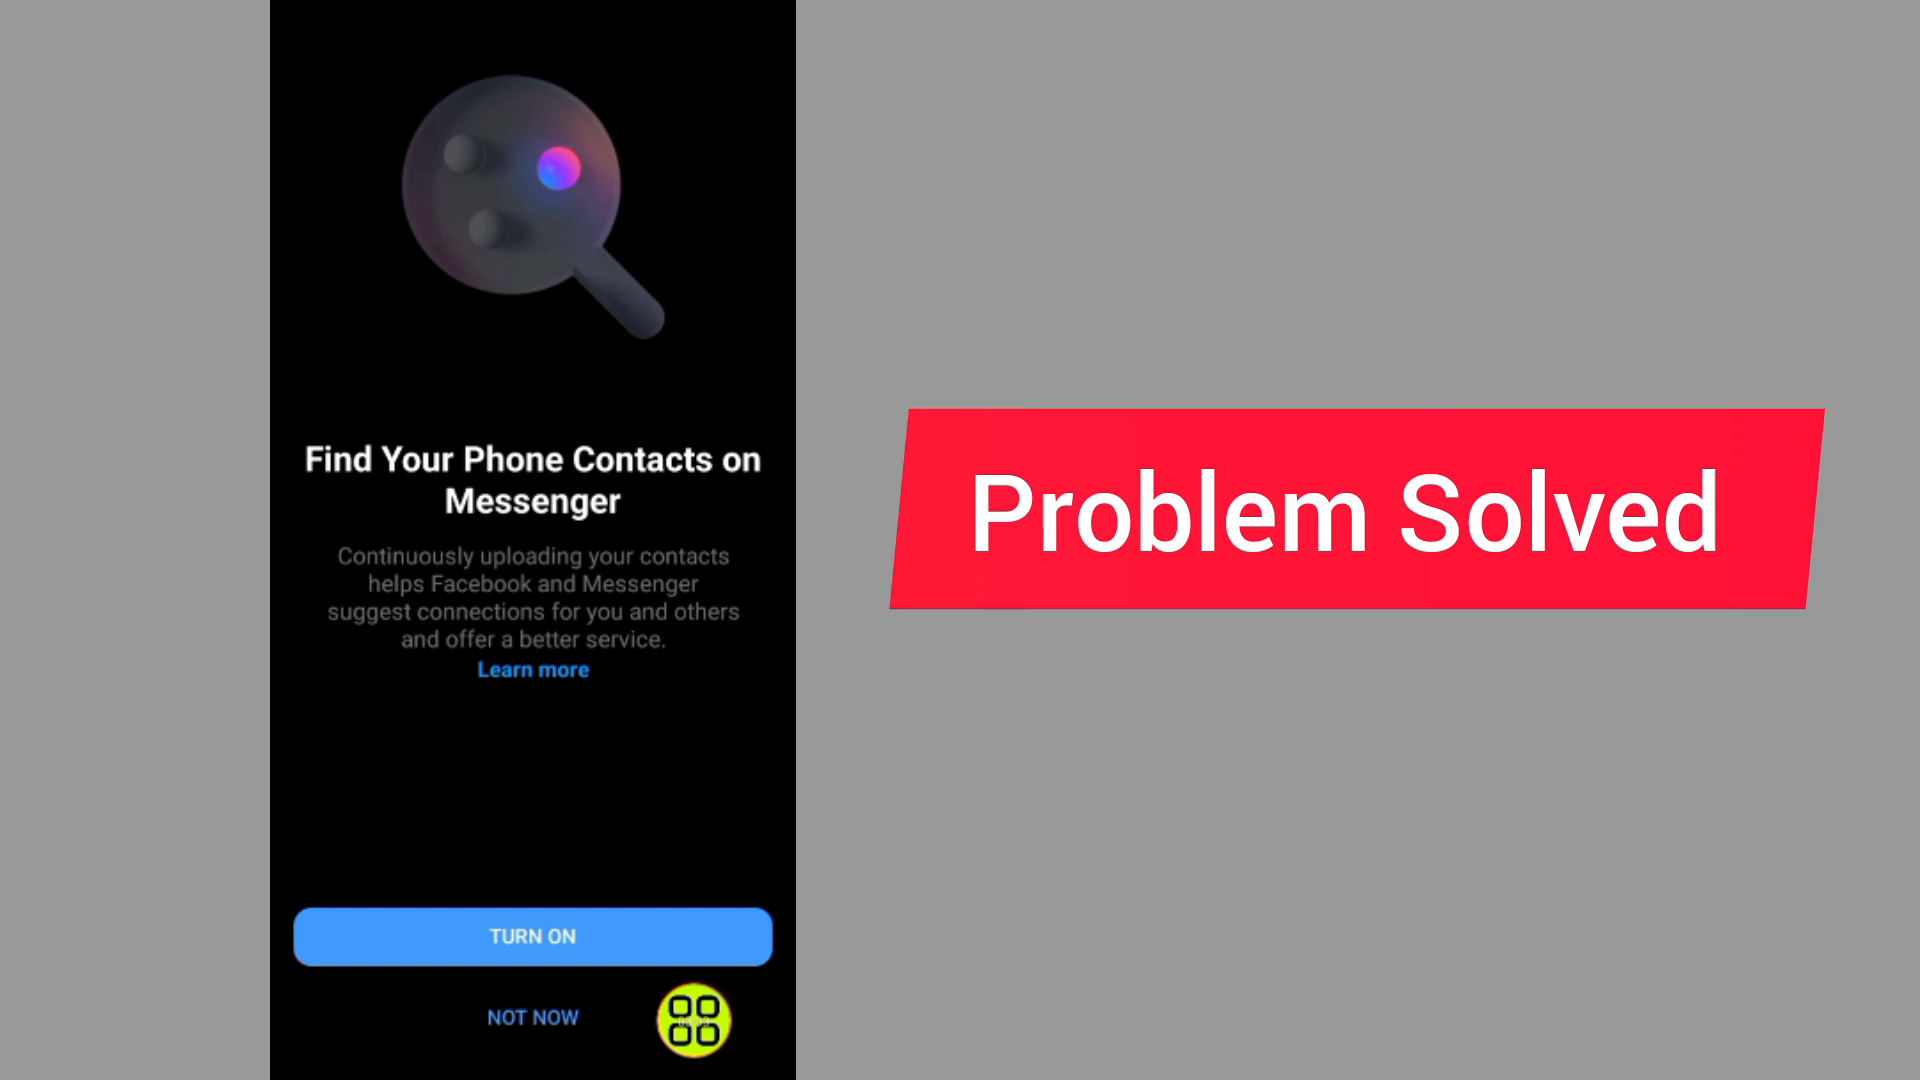 Find Your Phone Contacts on
Messenger
Continuously uploading your contacts
helps Facebook and Messenger
suggest connections for you and others
and offer a better service.
Learn more
TURN ON
NOT NOW
Problem Solved